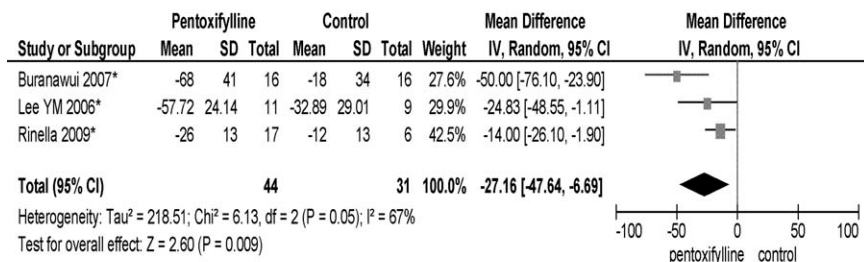 Pentoxifylline Control Mean Difference Mean Difference
Study or Subgroup Mean SD Total Mean SD Total Weight IV, Random, 95% CI IV, Random, 95% CI
Buranawui 2007* -68 41 16 -18 34 16 27.6% -50.00 [-76.10, -23.90]
Lee YM 2006* -57.72 24.14 11 -32.89 29.01 9 29.9% -24.83 [-48.55, -1.11]
Rinella 2009* -26 13 17 -12 13 6 42.5% -14.00 [-26.10, -1.90]
Total (95% CI) 44 31 100.0% -27.16 [-47.64, -6.69]
Heterogeneity: Tau² = 218.51; Chi² = 6.13, df = 2 (P = 0.05); I² = 67%
Test for overall effect: Z = 2.60 (P = 0.009)
-100 -50 0 50 100
pentoxifylline control